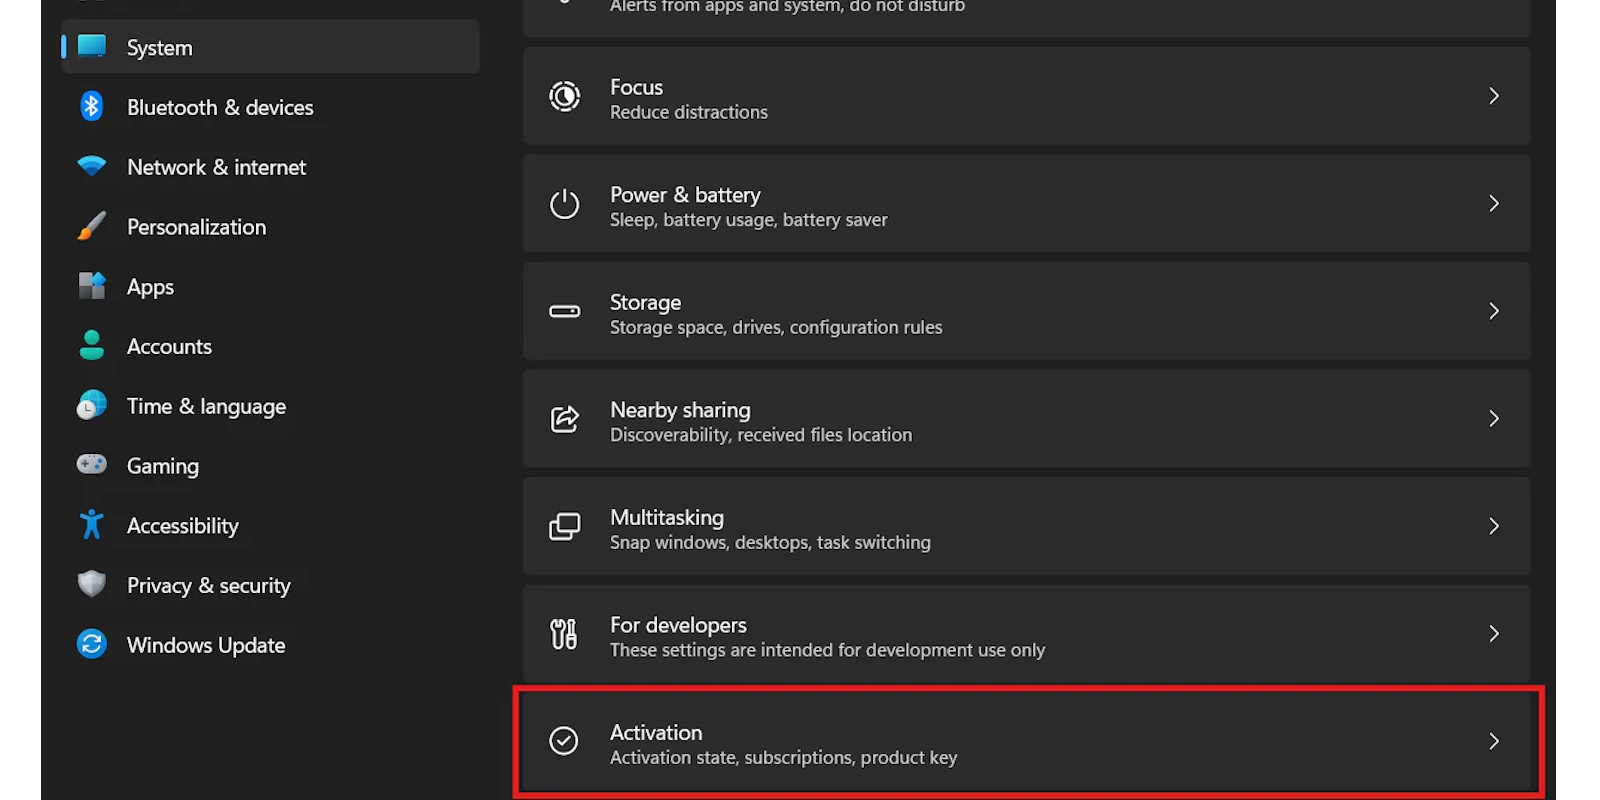 System
Bluetooth & devices
Network & internet
Personalization
Apps
Accounts
Time & language
Gaming
Accessibility
Privacy & security
Windows Update
Alerts from apps and system, do not disturb
Focus
Reduce distractions
Power & battery
Sleep, battery usage, battery saver
Storage
Storage space, drives, configuration rules
Nearby sharing
Discoverability, received files location
Multitasking
Snap windows, desktops, task switching
For developers
These settings are intended for development use only
Activation
Activation state, subscriptions, product key